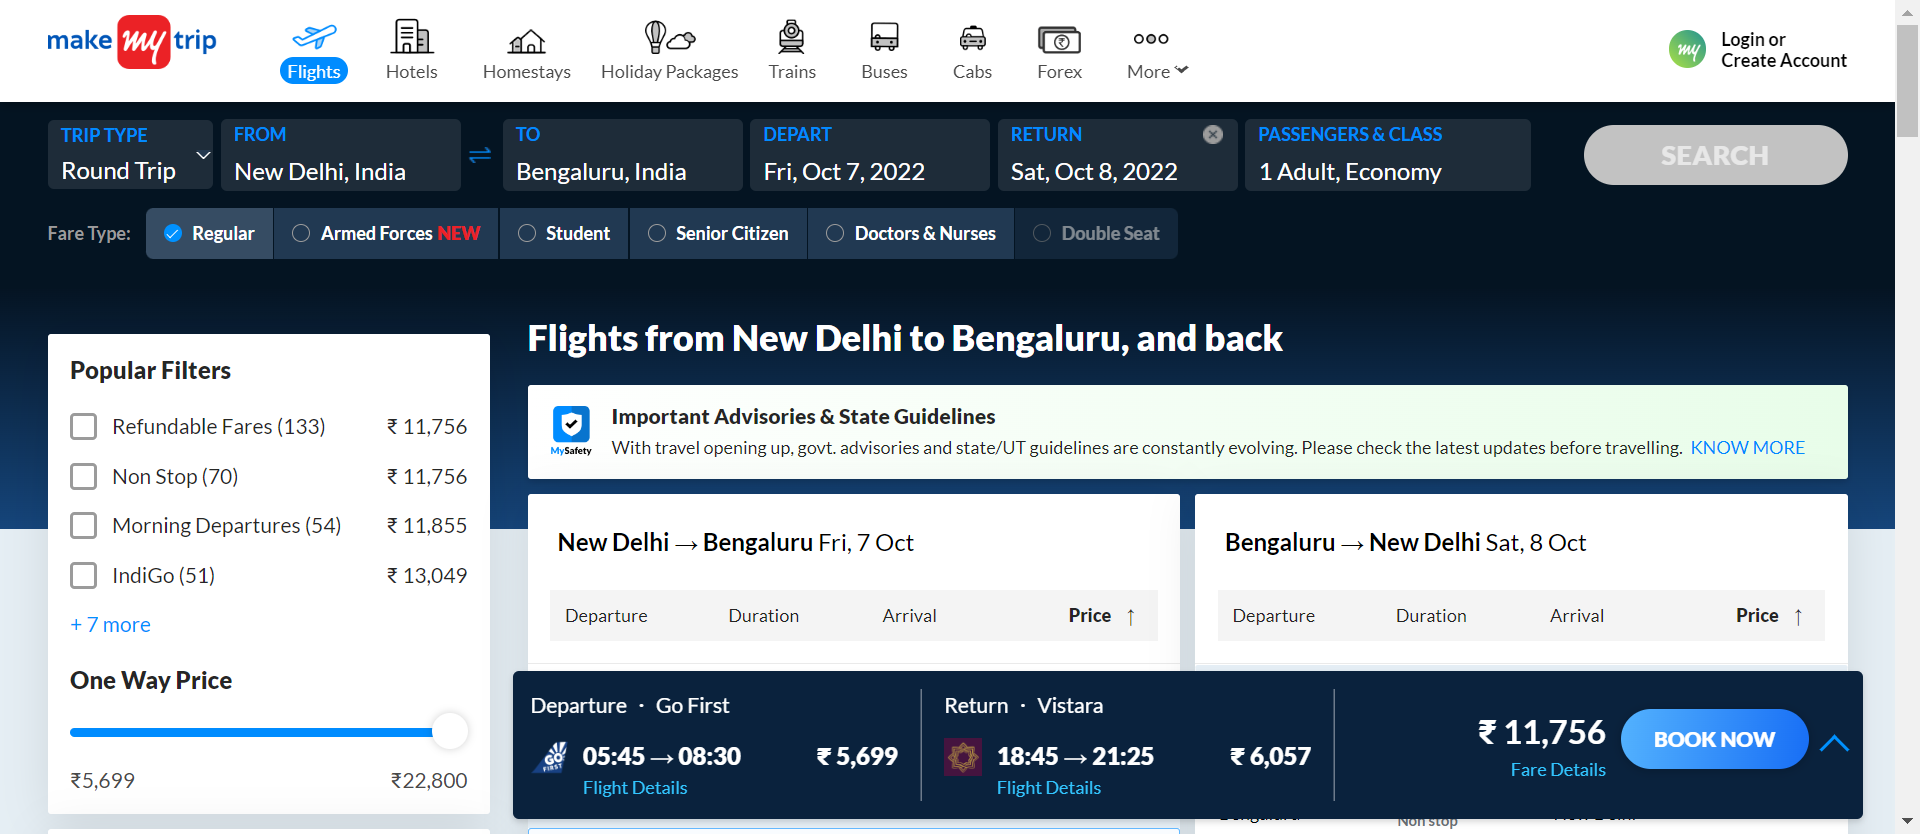 make my trip
Flights
Hotels
Homestays
Holiday Packages
Trains
Buses
Cabs
Forex
More
my
Login or
Create Account
TRIP TYPE
Round Trip
FROM
New Delhi, India
TO
Bengaluru, India
DEPART
Fri, Oct 7, 2022
RETURN
Sat, Oct 8, 2022
PASSENGERS & CLASS
1 Adult, Economy
SEARCH
Fare Type:
Regular
Armed Forces NEW
Student
Senior Citizen
Doctors & Nurses
Double Seat
Popular Filters
Refundable Fares (133) ₹ 11,756
Non Stop (70) ₹ 11,756
Morning Departures (54) ₹ 11,855
IndiGo (51) ₹ 13,049
+ 7 more
One Way Price
₹5,699 ₹22,800
Flights from New Delhi to Bengaluru, and back
MySafety
Important Advisories & State Guidelines
With travel opening up, govt. advisories and state/UT guidelines are constantly evolving. Please check the latest updates before travelling. KNOW MORE
New Delhi → Bengaluru Fri, 7 Oct
Departure Duration Arrival Price ↑
Bengaluru → New Delhi Sat, 8 Oct
Departure Duration Arrival Price ↑
Departure · Go First
GO FIRST
05:45 → 08:30 ₹ 5,699
Flight Details
Return · Vistara
18:45 → 21:25 ₹ 6,057
Flight Details
₹ 11,756
Fare Details
BOOK NOW
Non stop